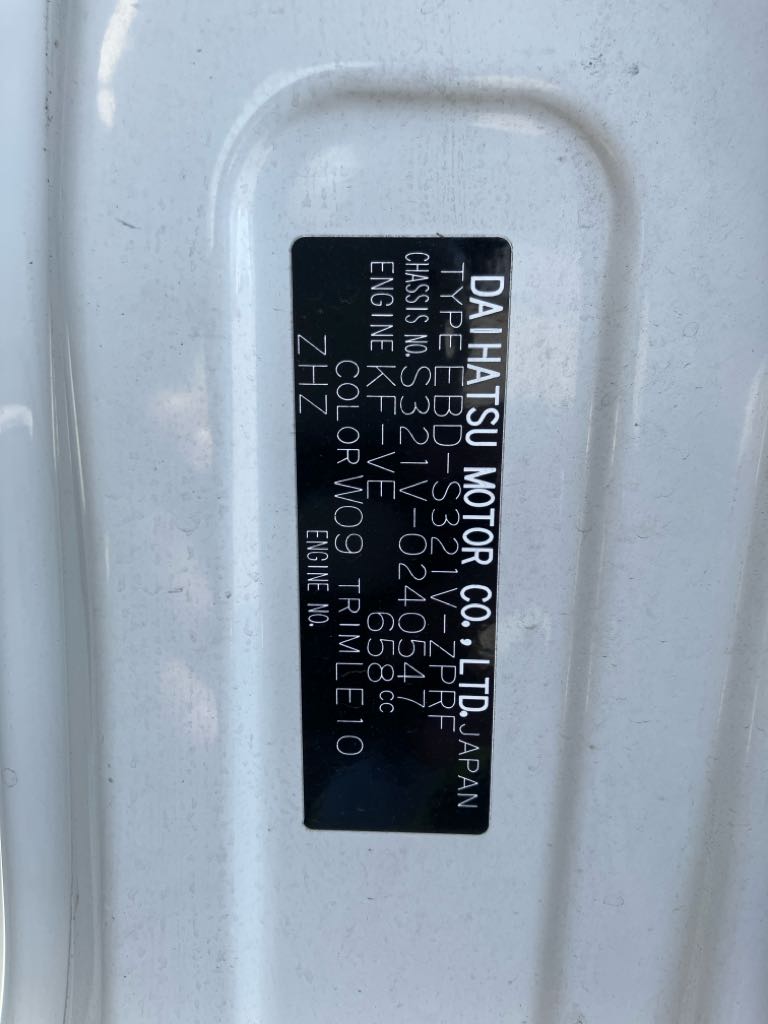 DAIHATSU MOTOR CO., LTD. JAPAN
TYPE EBD-S321V-ZPRF
CHASSIS NO. S321V-0240547
ENGINE KF-VE 658cc
COLOR W09 TRIM LE10
ZHZ ENGINE NO.